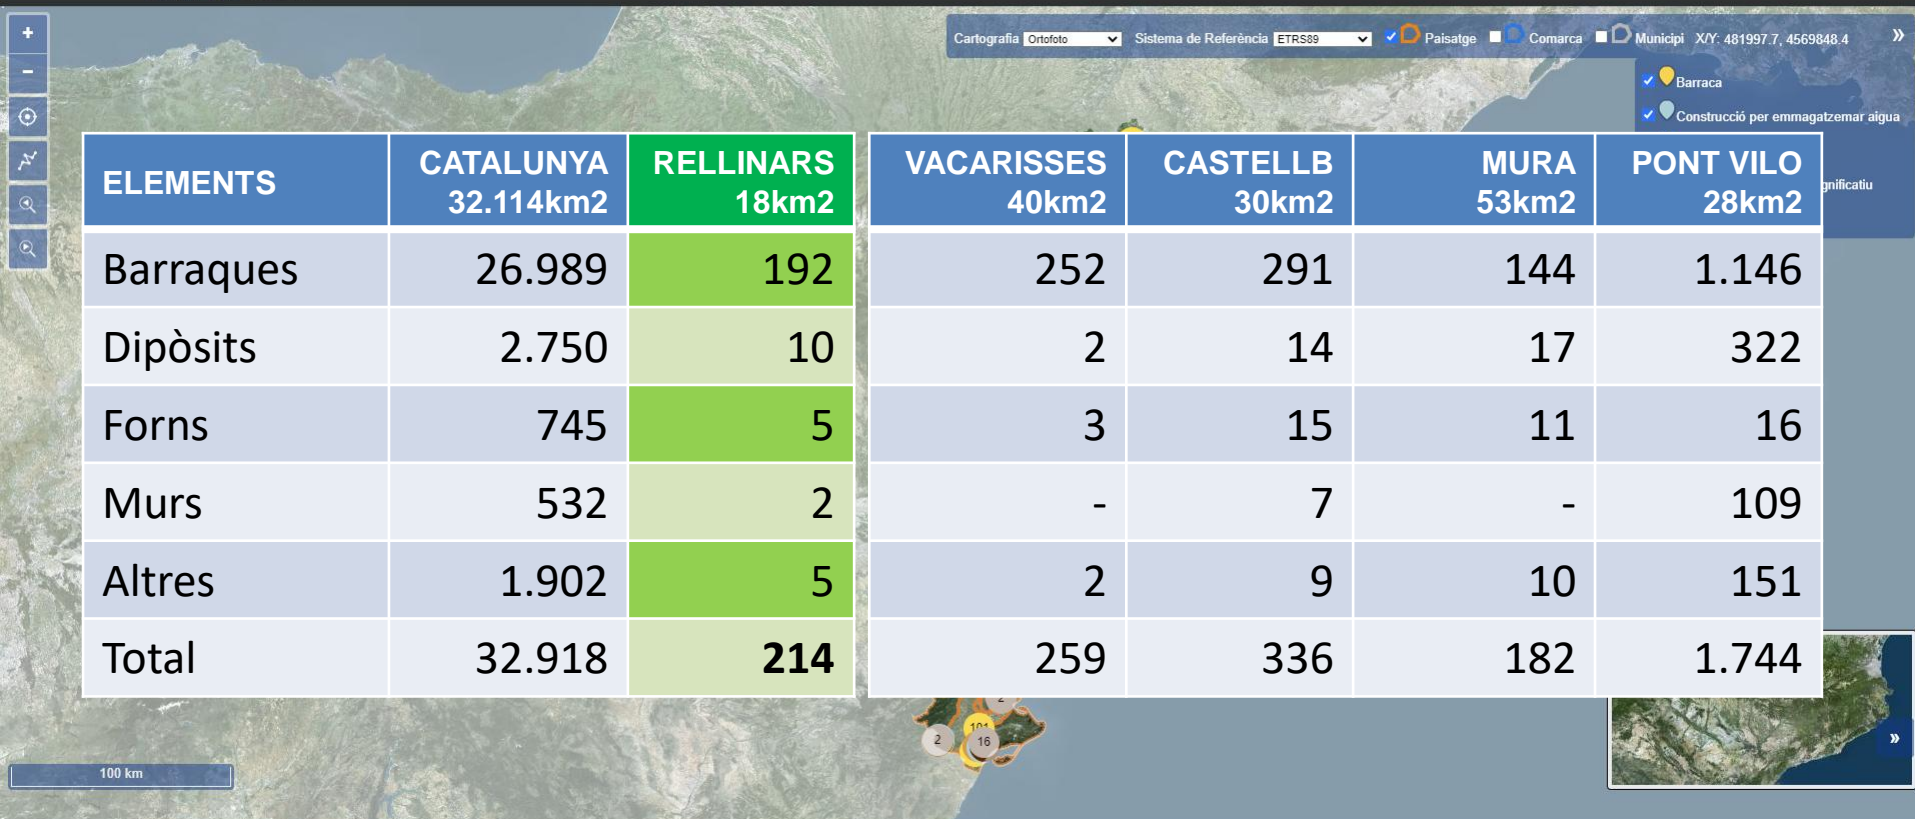 +
-
Cartografia Ortofoto Sistema de Referència ETRS89 Paisatge Comarca Municipi X/Y: 481997.7, 4569848.4 »
Barraca
Construcció per emmagatzemar aigua
gnificatiu
ELEMENTS CATALUNYA 32.114km2 RELLINARS 18km2 VACARISSES 40km2 CASTELLB 30km2 MURA 53km2 PONT VILO 28km2
Barraques 26.989 192 252 291 144 1.146
Dipòsits 2.750 10 2 14 17 322
Forns 745 5 3 15 11 16
Murs 532 2 - 7 - 109
Altres 1.902 5 2 9 10 151
Total 32.918 214 259 336 182 1.744
2
2 16
»
100 km